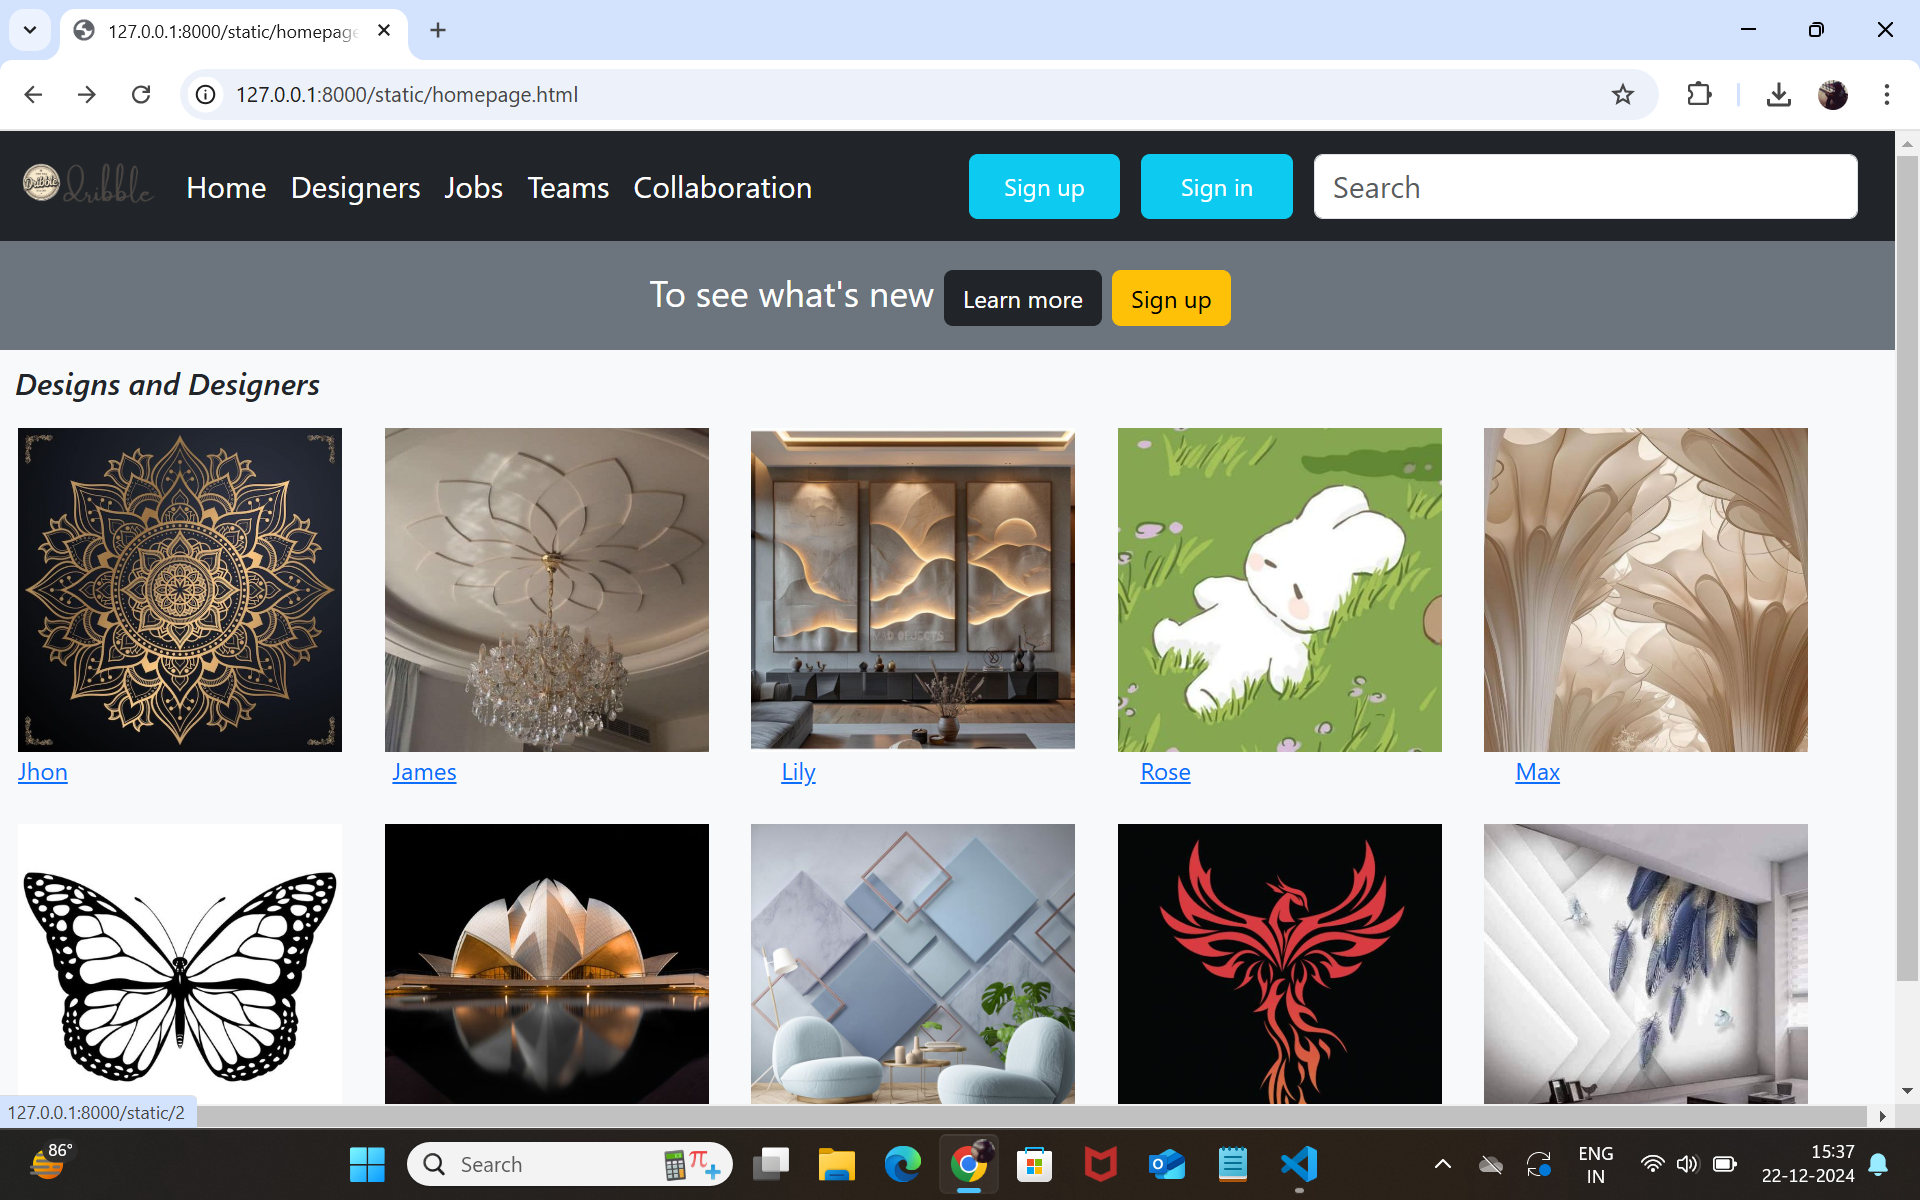 127.0.0.1:8000/static/homepage
127.0.0.1:8000/static/homepage.html
Dribble dribble Home Designers Jobs Teams Collaboration Sign up Sign in Search
To see what's new Learn more Sign up
Designs and Designers
MAD OBJECTS
Jhon James Lily Rose Max
127.0.0.1:8000/static/2
86°
Search
ENG
IN
15:37
22-12-2024